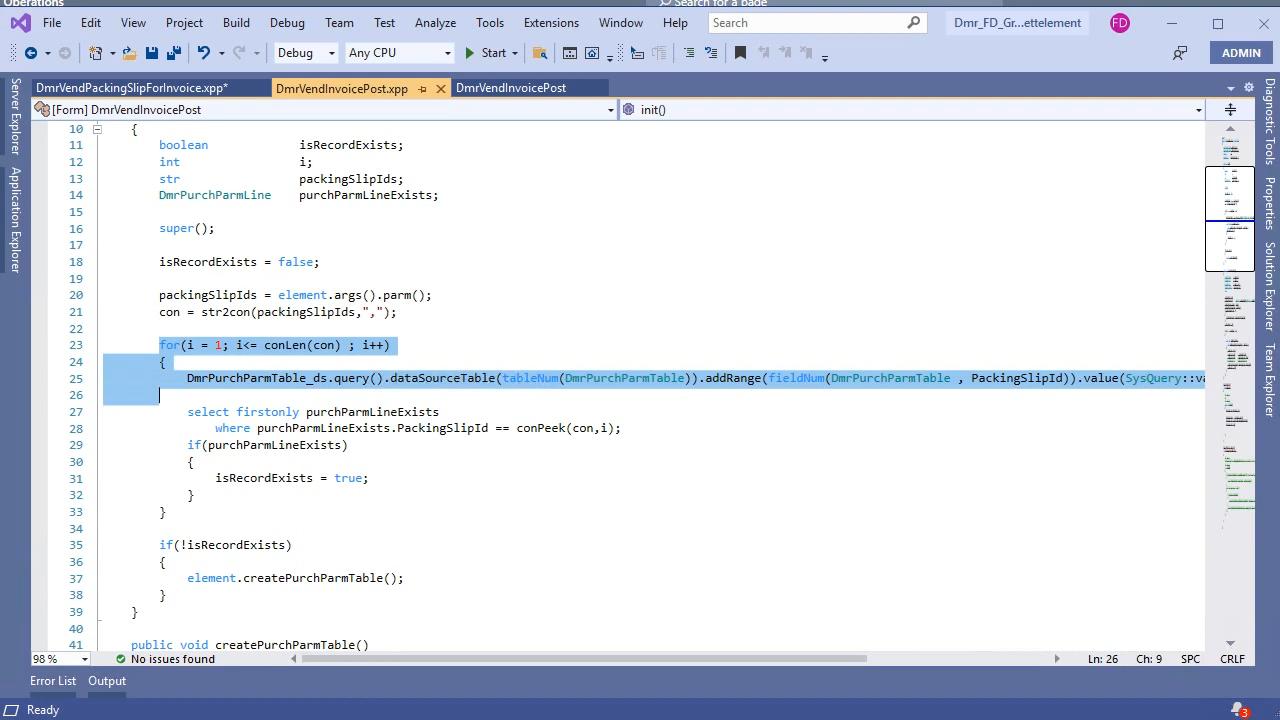 Operations
Search for a page
File Edit View Project Build Debug Team Test Analyze Tools Extensions Window Help Search Dmr_FD_Gr...ettelement FD
Debug Any CPU Start ADMIN
DmrVendPackingSlipForInvoice.xpp* DmrVendInvoicePost.xpp DmrVendInvoicePost
[Form] DmrVendInvoicePost init()
Server Explorer
Application Explorer
10 {
11 boolean isRecordExists;
12 int i;
13 str packingSlipIds;
14 DmrPurchParmLine purchParmLineExists;
15
16 super();
17
18 isRecordExists = false;
19
20 packingSlipIds = element.args().parm();
21 con = str2con(packingSlipIds,",");
22
23 for(i = 1; i<= conLen(con) ; i++)
24 {
25 DmrPurchParmTable_ds.query().dataSourceTable(tableNum(DmrPurchParmTable)).addRange(fieldNum(DmrPurchParmTable , PackingSlipId)).value(SysQuery::va
26
27 select firstonly purchParmLineExists
28 where purchParmLineExists.PackingSlipId == conPeek(con,i);
29 if(purchParmLineExists)
30 {
31 isRecordExists = true;
32 }
33 }
34
35 if(!isRecordExists)
36 {
37 element.createPurchParmTable();
38 }
39 }
40
41 public void createPurchParmTable()
Diagnostic Tools
Properties
Solution Explorer
Team Explorer
98 % No issues found Ln: 26 Ch: 9 SPC CRLF
Error List Output
Ready 3